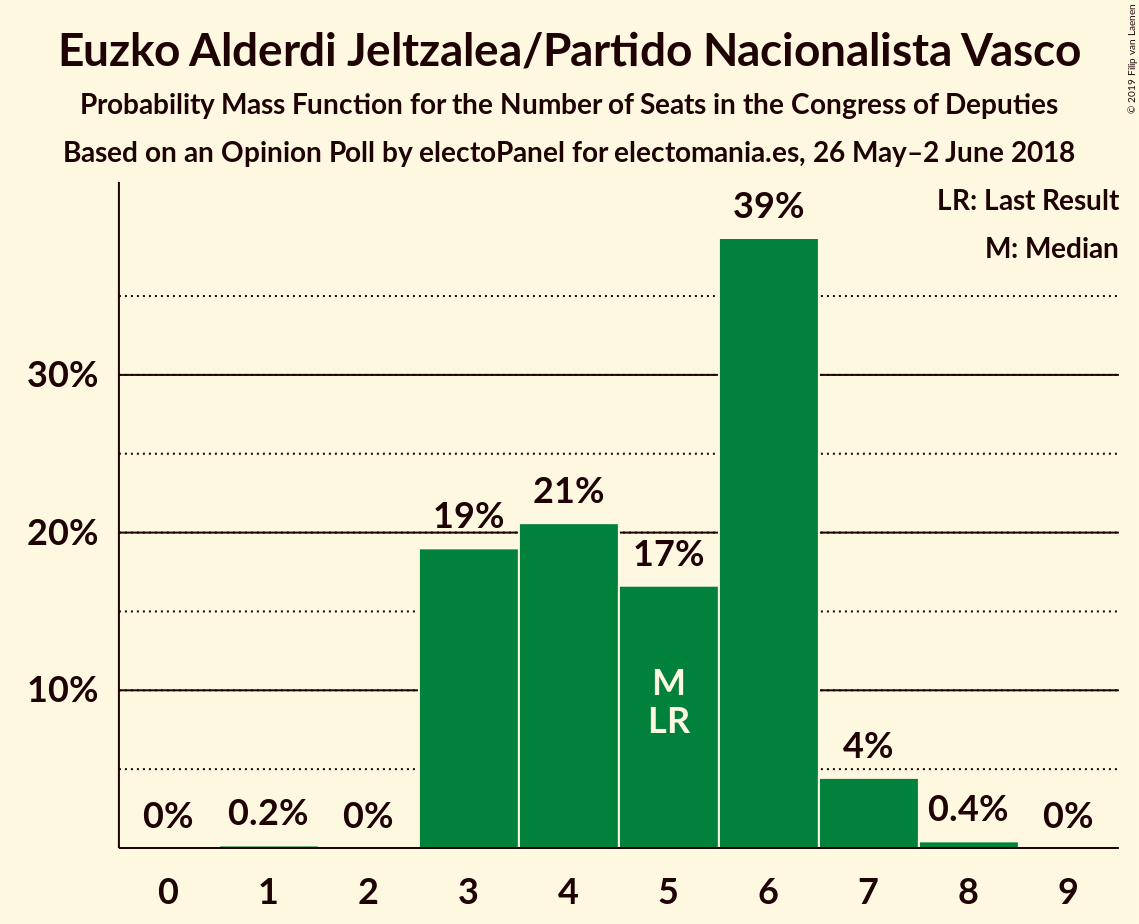 Euzko Alderdi Jeltzalea/Partido Nacionalista Vasco
Probability Mass Function for the Number of Seats in the Congress of Deputies
Based on an Opinion Poll by electoPanel for electomania.es, 26 May–2 June 2018
© 2019 Filip van Laenen
LR: Last Result
M: Median
39%
30%
21%
19%
20%
17%
10%
M
LR
4%
0%
0.2%
0%
0.4%
0%
0 1 2 3 4 5 6 7 8 9